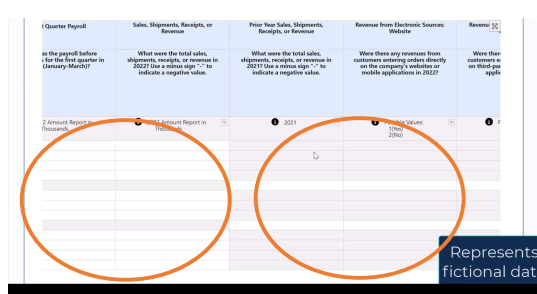 t Quarter Payroll
Sales, Shipments, Receipts, or
Revenue
Prior Year Sales, Shipments,
Receipts, or Revenue
Revenue from Electronic Sources:
Website
as the payroll before
for the first quarter in
(January-March)?
What were the total sales,
shipments, receipts, or revenue in
2022? Use a minus sign "-" to
indicate a negative value.
What were the total sales,
shipments, receipts, or revenue in
2021? Use a minus sign "-" to
indicate a negative value.
Were there any revenues from
customers entering orders directly
on the company's websites or
mobile applications in 2022?
Were ther
customers e
on third-pa
applic
2 Amount Report in
Thousands
Amount Report in
2021
Values:
1(Yes)
2(No)
Represents
fictional dat